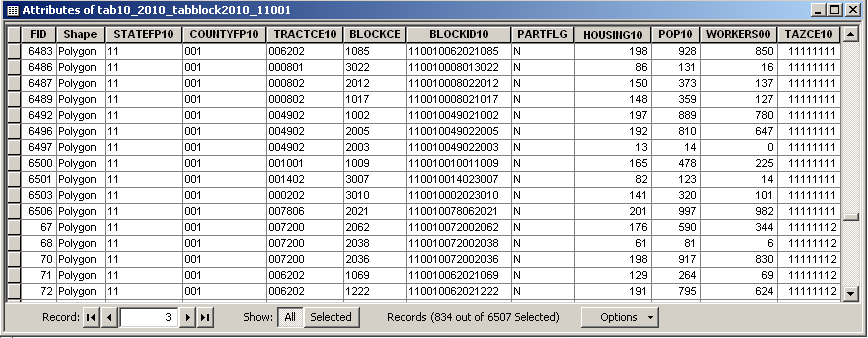 Attributes of tab10_2010_tabblock2010_11001
FID Shape STATEFP10 COUNTYFP10 TRACTCE10 BLOCKCE BLOCKID10 PARTFLG HOUSING10 POP10 WORKERS00 TAZCE10
6483 Polygon 11 001 006202 1085 110010062021085 N 198 928 850 11111111
6486 Polygon 11 001 000801 3022 110010008013022 N 86 131 16 11111111
6487 Polygon 11 001 000802 2012 110010008022012 N 150 373 137 11111111
6489 Polygon 11 001 000802 1017 110010008021017 N 148 359 127 11111111
6492 Polygon 11 001 004902 1002 110010049021002 N 197 889 780 11111111
6496 Polygon 11 001 004902 2005 110010049022005 N 192 810 647 11111111
6497 Polygon 11 001 004902 2003 110010049022003 N 13 14 0 11111111
6500 Polygon 11 001 001001 1009 110010010011009 N 165 478 225 11111111
6501 Polygon 11 001 001402 3007 110010014023007 N 82 123 14 11111111
6503 Polygon 11 001 000202 3010 110010002023010 N 141 320 101 11111111
6506 Polygon 11 001 007806 2021 110010078062021 N 201 997 982 11111111
67 Polygon 11 001 007200 2062 110010072002062 N 176 590 344 11111112
68 Polygon 11 001 007200 2038 110010072002038 N 61 81 6 11111112
70 Polygon 11 001 007200 2036 110010072002036 N 198 917 830 11111112
71 Polygon 11 001 006202 1069 110010062021069 N 129 264 69 11111112
72 Polygon 11 001 006202 1222 110010062021222 N 191 795 624 11111112
Record: 3 Show: All Selected Records (834 out of 6507 Selected) Options